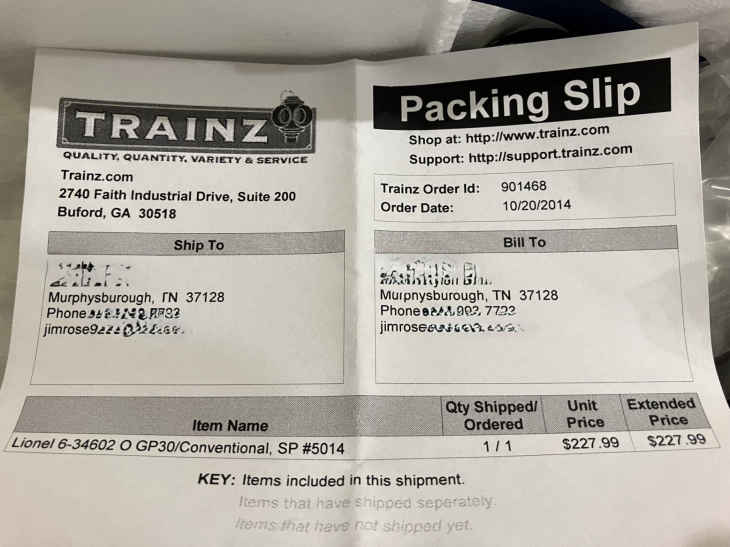 TRAINZ
QUALITY, QUANTITY, VARIETY & SERVICE
Trainz.com
2740 Faith Industrial Drive, Suite 200
Buford, GA 30518
Packing Slip
Shop at: http://www.trainz.com
Support: http://support.trainz.com
Trainz Order Id: 901468
Order Date: 10/20/2014
Ship To
Murphysburough, TN 37128
Phone
Bill To
Murpnysburough, TN 37128
Phone
Item Name
Qty Shipped/
Ordered
Unit
Price
Extended
Price
Lionel 6-34602 O GP30/Conventional, SP #5014 1 / 1 $227.99 $227.99
KEY: Items included in this shipment.
Items that have shipped seperately.
Items that have not shipped yet.